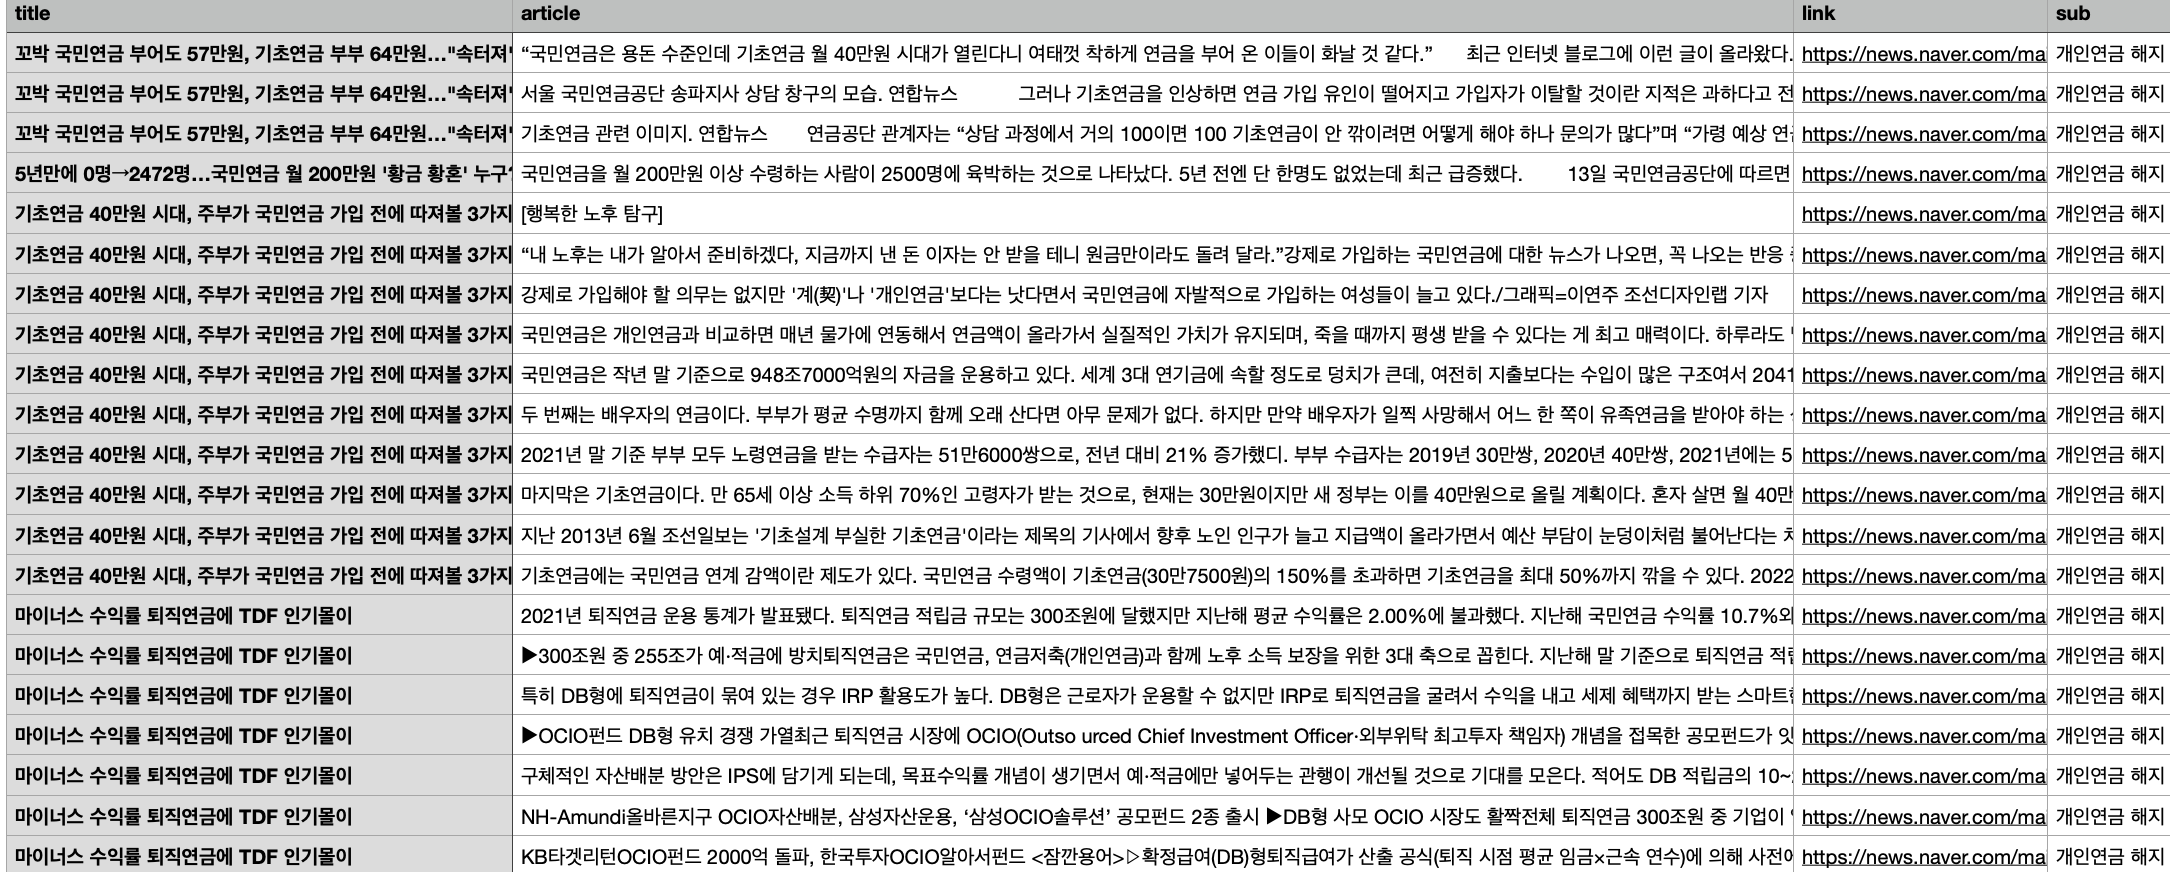 title article link sub
꼬박 국민연금 부어도 57만원, 기초연금 부부 64만원…"속터져" “국민연금은 용돈 수준인데 기초연금 월 40만원 시대가 열린다니 여태껏 착하게 연금을 부어 온 이들이 화날 것 같다.” 최근 인터넷 블로그에 이런 글이 올라왔다. https://news.naver.com/ma 개인연금 해지
꼬박 국민연금 부어도 57만원, 기초연금 부부 64만원…"속터져" 서울 국민연금공단 송파지사 상담 창구의 모습. 연합뉴스 그러나 기초연금을 인상하면 연금 가입 유인이 떨어지고 가입자가 이탈할 것이란 지적은 과하다고 전 https://news.naver.com/ma 개인연금 해지
꼬박 국민연금 부어도 57만원, 기초연금 부부 64만원…"속터져" 기초연금 관련 이미지. 연합뉴스 연금공단 관계자는 “상담 과정에서 거의 100이면 100 기초연금이 안 깎이려면 어떻게 해야 하나 문의가 많다”며 “가령 예상 연 https://news.naver.com/ma 개인연금 해지
5년만에 0명→2472명…국민연금 월 200만원 '황금 황혼' 누구 국민연금을 월 200만원 이상 수령하는 사람이 2500명에 육박하는 것으로 나타났다. 5년 전엔 단 한명도 없었는데 최근 급증했다. 13일 국민연금공단에 따르면 https://news.naver.com/ma 개인연금 해지
기초연금 40만원 시대, 주부가 국민연금 가입 전에 따져볼 3가지 [행복한 노후 탐구] https://news.naver.com/ma 개인연금 해지
기초연금 40만원 시대, 주부가 국민연금 가입 전에 따져볼 3가지 “내 노후는 내가 알아서 준비하겠다, 지금까지 낸 돈 이자는 안 받을 테니 원금만이라도 돌려 달라.”강제로 가입하는 국민연금에 대한 뉴스가 나오면, 꼭 나오는 반응 https://news.naver.com/ma 개인연금 해지
기초연금 40만원 시대, 주부가 국민연금 가입 전에 따져볼 3가지 강제로 가입해야 할 의무는 없지만 '계(契)'나 '개인연금'보다는 낫다면서 국민연금에 자발적으로 가입하는 여성들이 늘고 있다./그래픽=이연주 조선디자인랩 기자 https://news.naver.com/ma 개인연금 해지
기초연금 40만원 시대, 주부가 국민연금 가입 전에 따져볼 3가지 국민연금은 개인연금과 비교하면 매년 물가에 연동해서 연금액이 올라가서 실질적인 가치가 유지되며, 죽을 때까지 평생 받을 수 있다는 게 최고 매력이다. 하루라도 https://news.naver.com/ma 개인연금 해지
기초연금 40만원 시대, 주부가 국민연금 가입 전에 따져볼 3가지 국민연금은 작년 말 기준으로 948조7000억원의 자금을 운용하고 있다. 세계 3대 연기금에 속할 정도로 덩치가 큰데, 여전히 지출보다는 수입이 많은 구조여서 2041 https://news.naver.com/ma 개인연금 해지
기초연금 40만원 시대, 주부가 국민연금 가입 전에 따져볼 3가지 두 번째는 배우자의 연금이다. 부부가 평균 수명까지 함께 오래 산다면 아무 문제가 없다. 하지만 만약 배우자가 일찍 사망해서 어느 한 쪽이 유족연금을 받아야 하는 https://news.naver.com/ma 개인연금 해지
기초연금 40만원 시대, 주부가 국민연금 가입 전에 따져볼 3가지 2021년 말 기준 부부 모두 노령연금을 받는 수급자는 51만6000쌍으로, 전년 대비 21% 증가했디. 부부 수급자는 2019년 30만쌍, 2020년 40만쌍, 2021년에는 5 https://news.naver.com/ma 개인연금 해지
기초연금 40만원 시대, 주부가 국민연금 가입 전에 따져볼 3가지 마지막은 기초연금이다. 만 65세 이상 소득 하위 70%인 고령자가 받는 것으로, 현재는 30만원이지만 새 정부는 이를 40만원으로 올릴 계획이다. 혼자 살면 월 40만 https://news.naver.com/ma 개인연금 해지
기초연금 40만원 시대, 주부가 국민연금 가입 전에 따져볼 3가지 지난 2013년 6월 조선일보는 '기초설계 부실한 기초연금'이라는 제목의 기사에서 향후 노인 인구가 늘고 지급액이 올라가면서 예산 부담이 눈덩이처럼 불어난다는 https://news.naver.com/ma 개인연금 해지
기초연금 40만원 시대, 주부가 국민연금 가입 전에 따져볼 3가지 기초연금에는 국민연금 연계 감액이란 제도가 있다. 국민연금 수령액이 기초연금(30만7500원)의 150%를 초과하면 기초연금을 최대 50%까지 깎을 수 있다. 2022 https://news.naver.com/ma 개인연금 해지
마이너스 수익률 퇴직연금에 TDF 인기몰이 2021년 퇴직연금 운용 통계가 발표됐다. 퇴직연금 적립금 규모는 300조원에 달했지만 지난해 평균 수익률은 2.00%에 불과했다. 지난해 국민연금 수익률 10.7%와 https://news.naver.com/ma 개인연금 해지
마이너스 수익률 퇴직연금에 TDF 인기몰이 ▶300조원 중 255조가 예·적금에 방치퇴직연금은 국민연금, 연금저축(개인연금)과 함께 노후 소득 보장을 위한 3대 축으로 꼽힌다. 지난해 말 기준으로 퇴직연금 적립 https://news.naver.com/ma 개인연금 해지
마이너스 수익률 퇴직연금에 TDF 인기몰이 특히 DB형에 퇴직연금이 묶여 있는 경우 IRP 활용도가 높다. DB형은 근로자가 운용할 수 없지만 IRP로 퇴직연금을 굴려서 수익을 내고 세제 혜택까지 받는 스마트한 https://news.naver.com/ma 개인연금 해지
마이너스 수익률 퇴직연금에 TDF 인기몰이 ▶OCIO펀드 DB형 유치 경쟁 가열최근 퇴직연금 시장에 OCIO(Outso urced Chief Investment Officer·외부위탁 최고투자 책임자) 개념을 접목한 공모펀드가 잇 https://news.naver.com/ma 개인연금 해지
마이너스 수익률 퇴직연금에 TDF 인기몰이 구체적인 자산배분 방안은 IPS에 담기게 되는데, 목표수익률 개념이 생기면서 예·적금에만 넣어두는 관행이 개선될 것으로 기대를 모은다. 적어도 DB 적립금의 10~ https://news.naver.com/ma 개인연금 해지
마이너스 수익률 퇴직연금에 TDF 인기몰이 NH-Amundi올바른지구 OCIO자산배분, 삼성자산운용, ‘삼성OCIO솔루션’ 공모펀드 2종 출시 ▶DB형 사모 OCIO 시장도 활짝전체 퇴직연금 300조원 중 기업이 https://news.naver.com/ma 개인연금 해지
마이너스 수익률 퇴직연금에 TDF 인기몰이 KB타겟리턴OCIO펀드 2000억 돌파, 한국투자OCIO알아서펀드 <잠깐용어>▷확정급여(DB)형퇴직급여가 산출 공식(퇴직 시점 평균 임금×근속 연수)에 의해 사전에 https://news.naver.com/ma 개인연금 해지